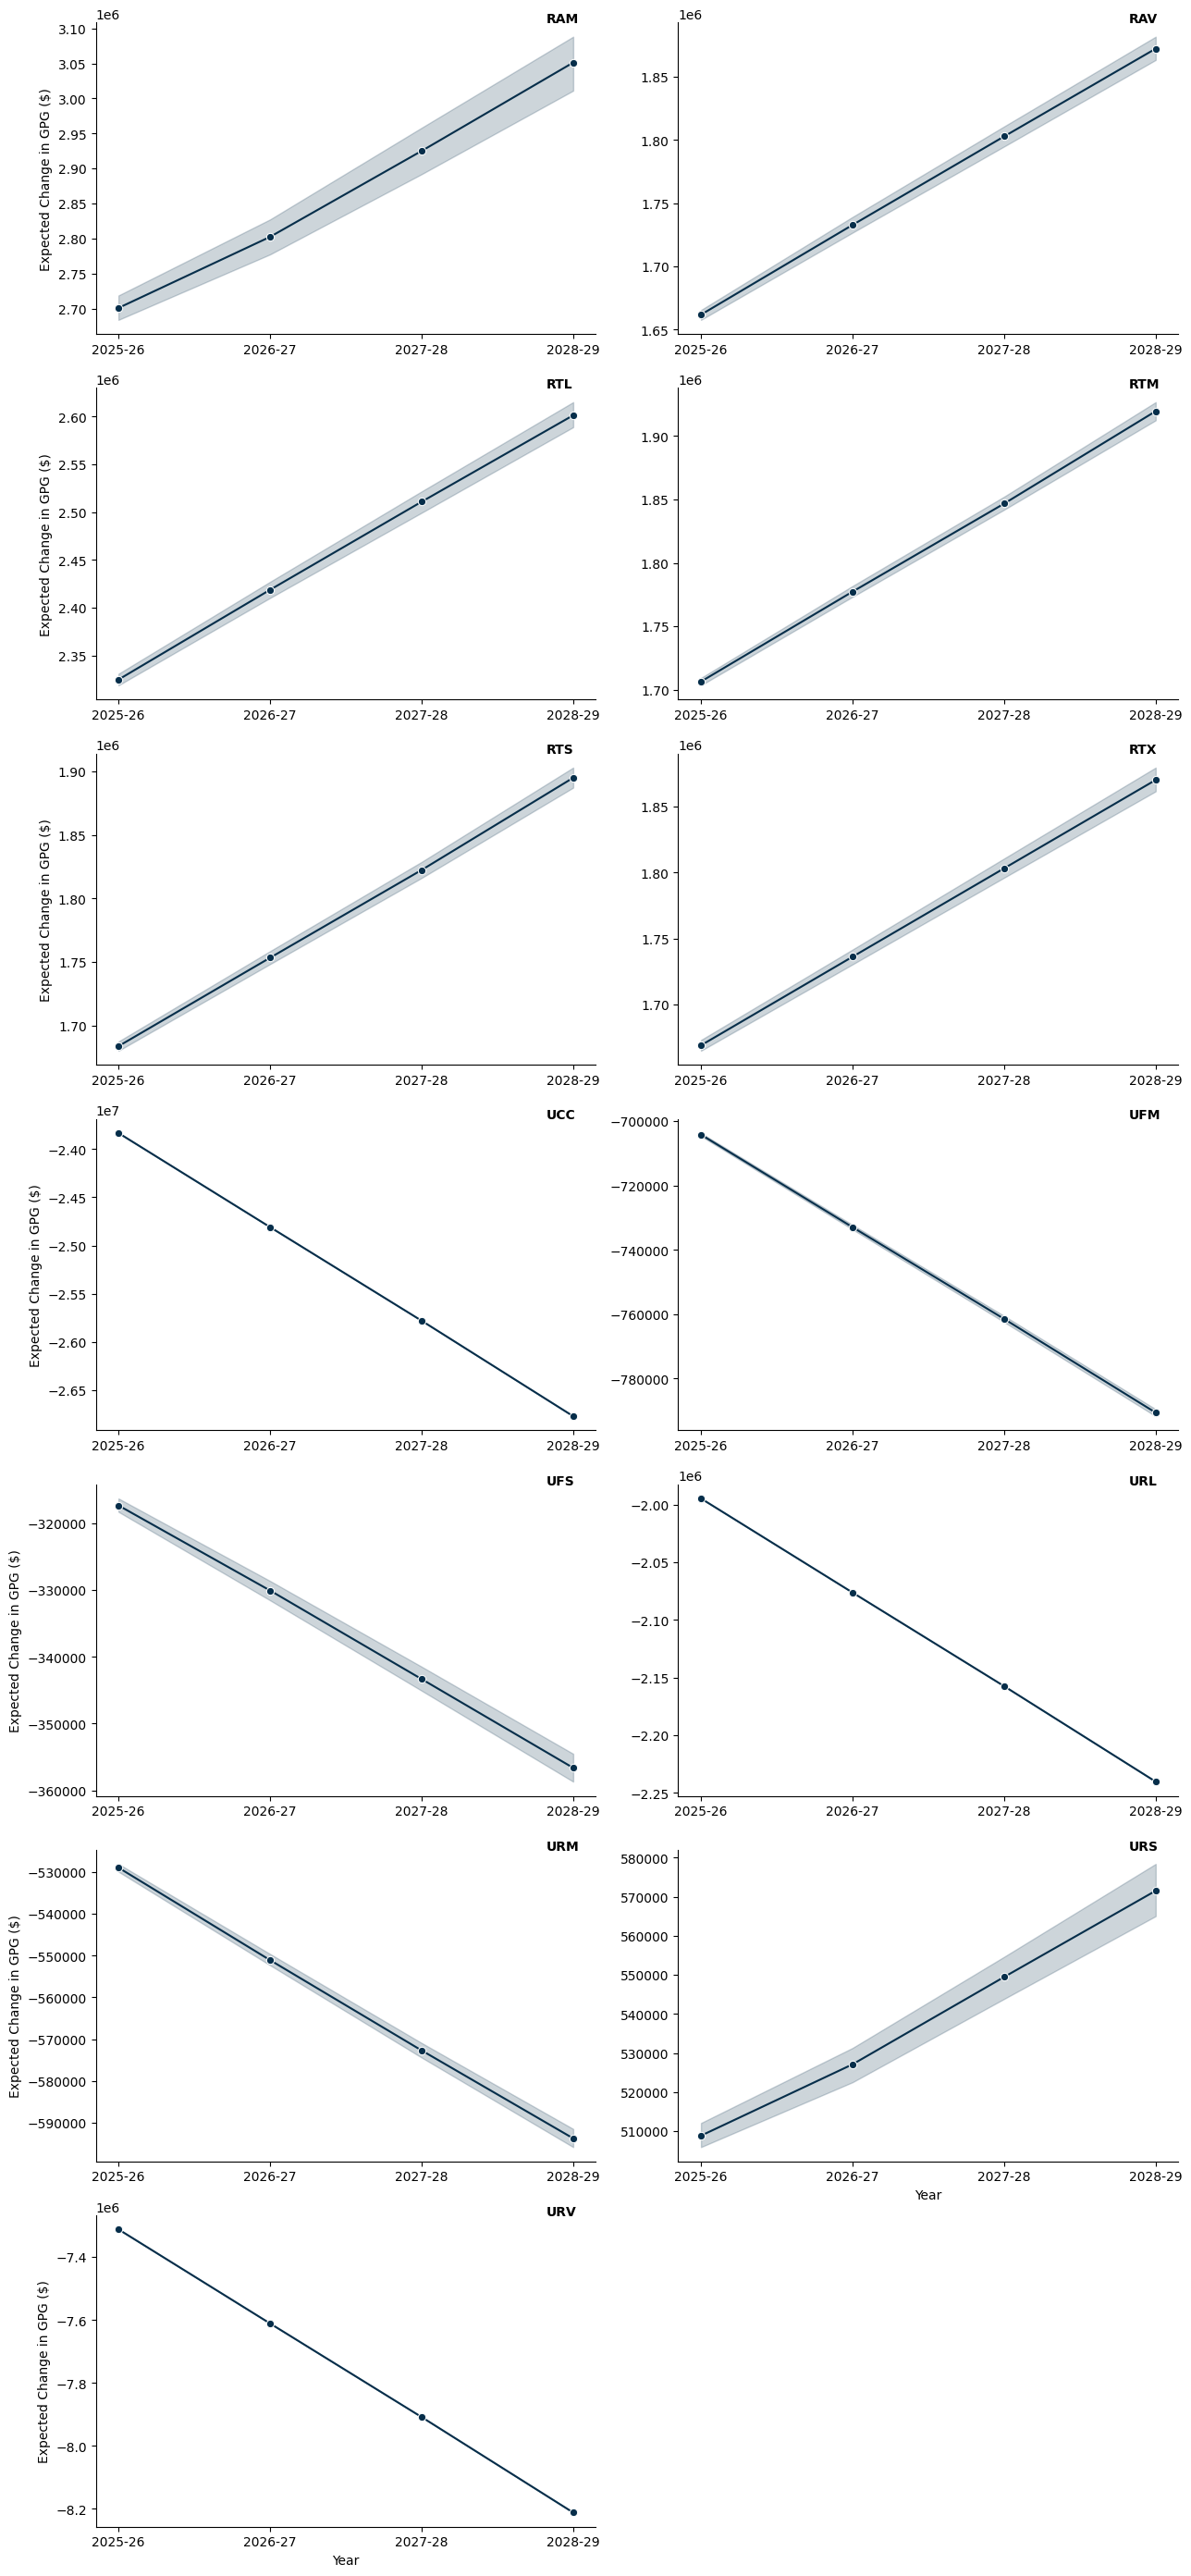 1e6
RAM
3.10
3.05
3.00
2.95
2.90
2.85
2.80
2.75
2.70
Expected Change in GPG ($)
2025-26 2026-27 2027-28 2028-29
1e6
RAV
1.85
1.80
1.75
1.70
1.65
2025-26 2026-27 2027-28 2028-29
1e6
RTL
2.60
2.55
2.50
2.45
2.40
2.35
Expected Change in GPG ($)
2025-26 2026-27 2027-28 2028-29
1e6
RTM
1.90
1.85
1.80
1.75
1.70
2025-26 2026-27 2027-28 2028-29
1e6
RTS
1.90
1.85
1.80
1.75
1.70
Expected Change in GPG ($)
2025-26 2026-27 2027-28 2028-29
1e6
RTX
1.85
1.80
1.75
1.70
2025-26 2026-27 2027-28 2028-29
1e7
UCC
−2.40
−2.45
−2.50
−2.55
−2.60
−2.65
Expected Change in GPG ($)
2025-26 2026-27 2027-28 2028-29
UFM
−700000
−720000
−740000
−760000
−780000
2025-26 2026-27 2027-28 2028-29
UFS
−320000
−330000
−340000
−350000
−360000
Expected Change in GPG ($)
2025-26 2026-27 2027-28 2028-29
1e6
URL
−2.00
−2.05
−2.10
−2.15
−2.20
−2.25
2025-26 2026-27 2027-28 2028-29
URM
−530000
−540000
−550000
−560000
−570000
−580000
−590000
Expected Change in GPG ($)
2025-26 2026-27 2027-28 2028-29
URS
580000
570000
560000
550000
540000
530000
520000
510000
2025-26 2026-27 2027-28 2028-29
Year
1e6
URV
−7.4
−7.6
−7.8
−8.0
−8.2
Expected Change in GPG ($)
2025-26 2026-27 2027-28 2028-29
Year